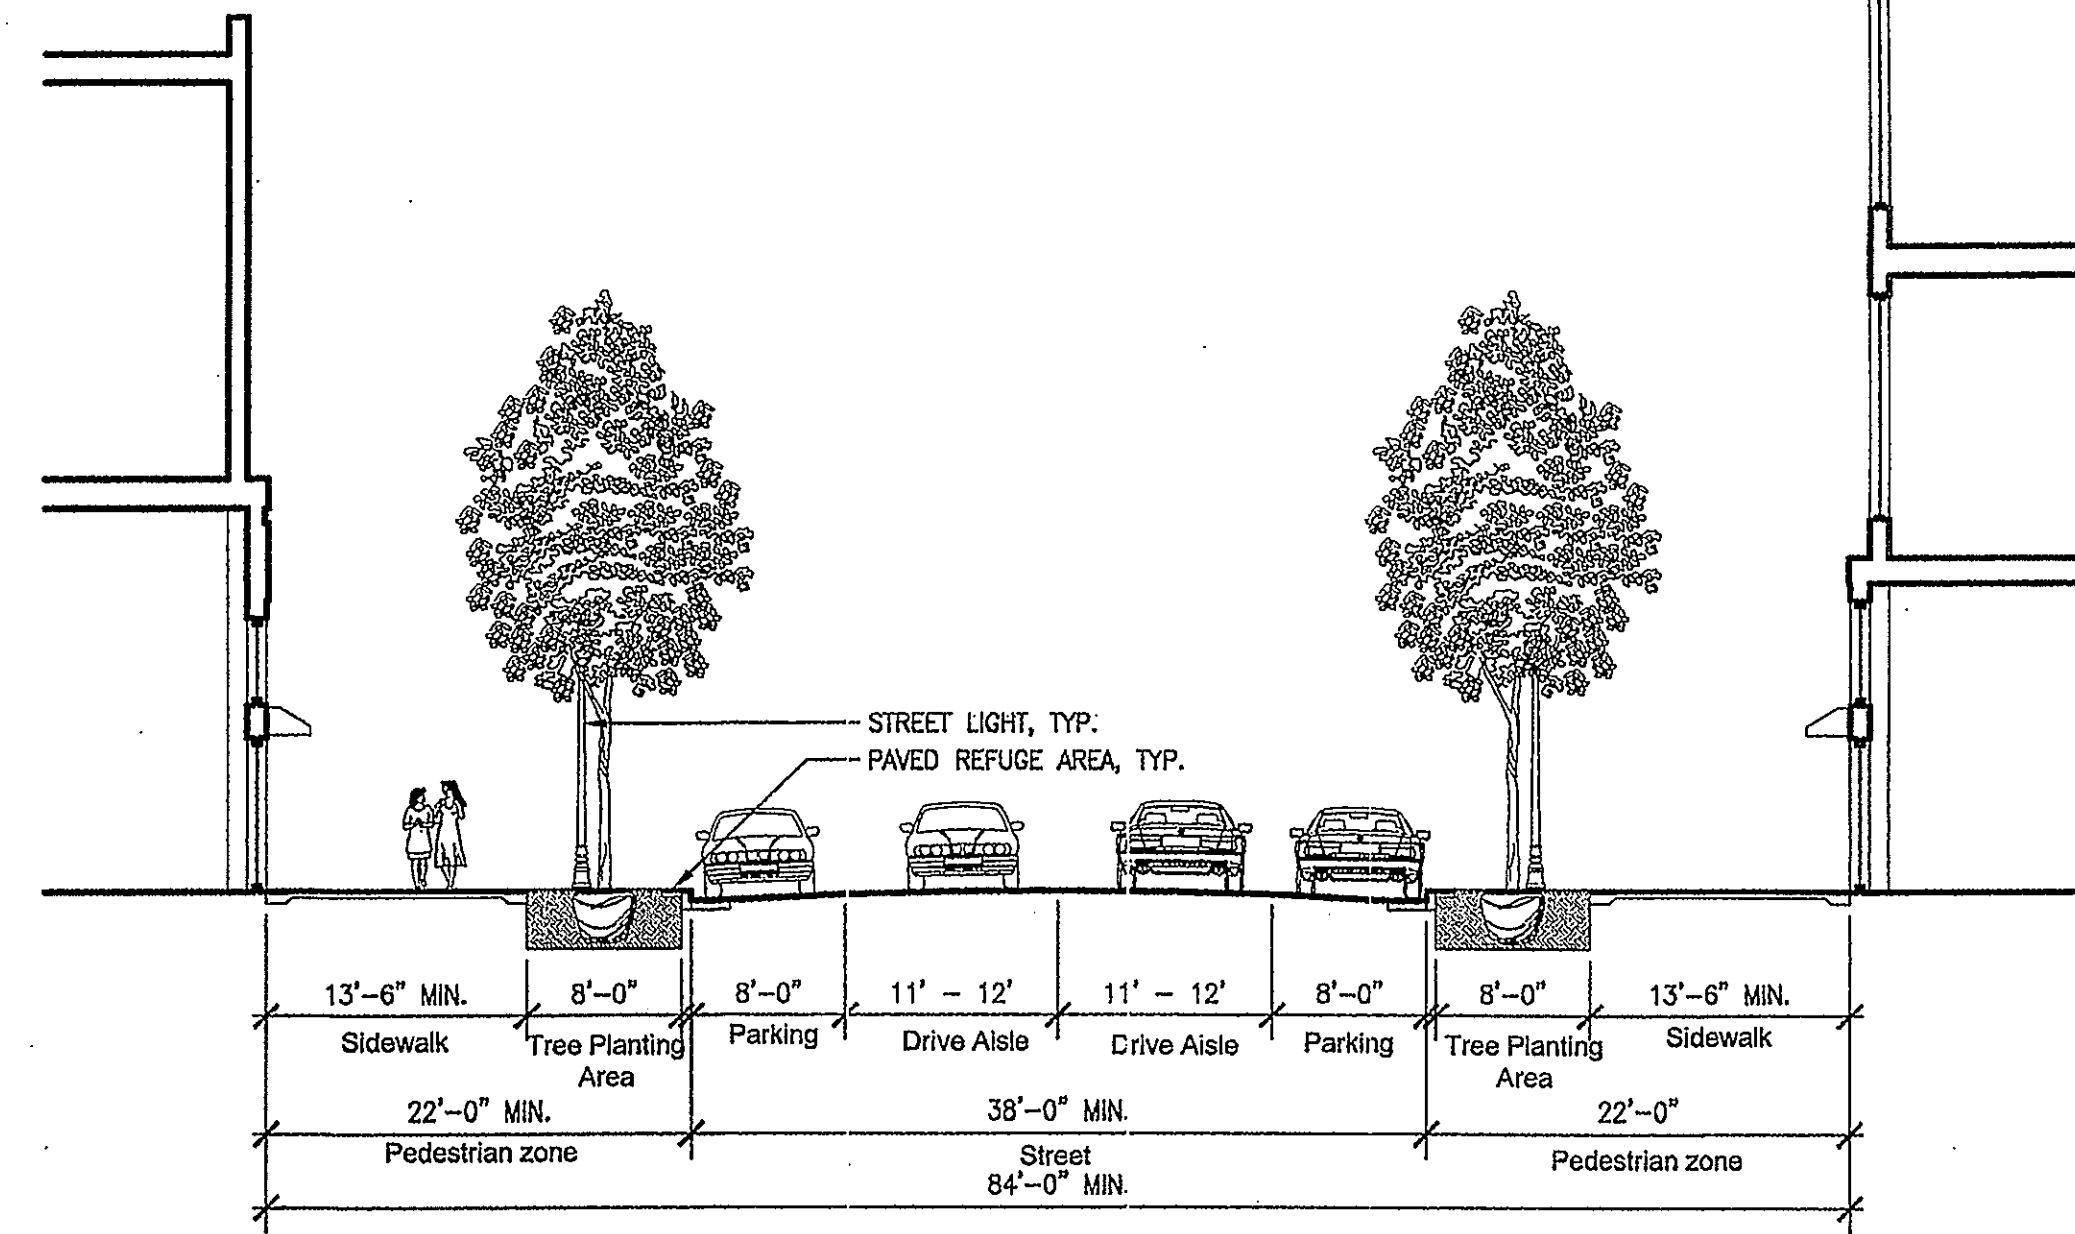 STREET LIGHT, TYP.
PAVED REFUGE AREA, TYP.
13'-6" MIN. 8'-0" 8'-0" 11' - 12' 11' - 12' 8'-0" 8'-0" 13'-6" MIN.
Sidewalk Tree Planting Parking Drive Aisle Drive Aisle Parking Tree Planting Sidewalk
Area Area
22'-0" MIN. 38'-0" MIN. 22'-0"
Pedestrian zone Street Pedestrian zone
84'-0" MIN.